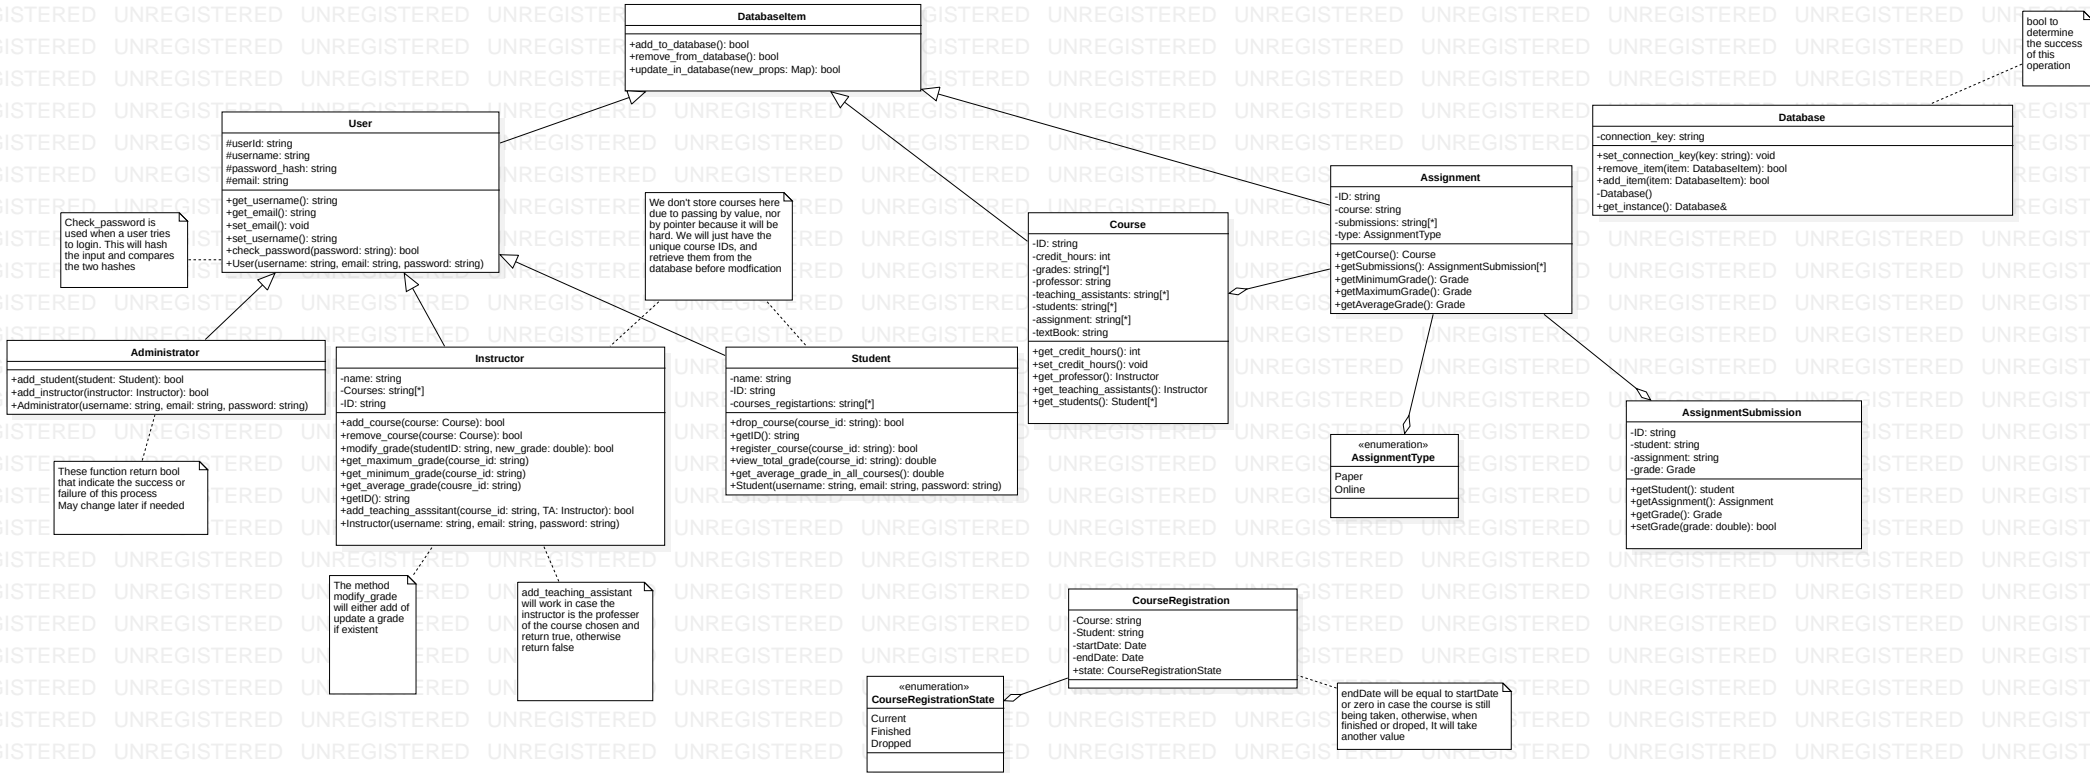 DatabaseItem
+add_to_database(): bool
+remove_from_database(): bool
+update_in_database(new_props: Map): bool
bool to
determine
the success
of this
operation
Database
-connection_key: string
+set_connection_key(key: string): void
+remove_item(item: DatabaseItem): bool
+add_item(item: DatabaseItem): bool
-Database()
+get_instance(): Database&
User
#userId: string
#username: string
#password_hash: string
#email: string
+get_username(): string
+get_email(): string
+set_email(): void
+set_username(): string
+check_password(password: string): bool
+User(username: string, email: string, password: string)
Check_password is
used when a user tries
to login. This will hash
the input and compares
the two hashes
We don't store courses here
due to passing by value, nor
by pointer because it will be
hard. We will just have the
unique course IDs, and
retrieve them from the
database before modfication
Course
-ID: string
-credit_hours: int
-grades: string[*]
-professor: string
-teaching_assistants: string[*]
-students: string[*]
-assignment: string[*]
-textBook: string
+get_credit_hours(): int
+set_credit_hours(): void
+get_professor(): Instructor
+get_teaching_assistants(): Instructor
+get_students(): Student[*]
Assignment
-ID: string
-course: string
-submissions: string[*]
-type: AssignmentType
+getCourse(): Course
+getSubmissions(): AssignmentSubmission[*]
+getMinimumGrade(): Grade
+getMaximumGrade(): Grade
+getAverageGrade(): Grade
Administrator
+add_student(student: Student): bool
+add_instructor(instructor: Instructor): bool
+Administrator(username: string, email: string, password: string)
These function return bool
that indicate the success or
failure of this process
May change later if needed
Instructor
-name: string
-Courses: string[*]
-ID: string
+add_course(course: Course): bool
+remove_course(course: Course): bool
+modify_grade(studentID: string, new_grade: double): bool
+get_maximum_grade(course_id: string)
+get_minimum_grade(course_id: string)
+get_average_grade(cousre_id: string)
+getID(): string
+add_teaching_asssitant(course_id: string, TA: Instructor): bool
+Instructor(username: string, email: string, password: string)
Student
-name: string
-ID: string
-courses_registartions: string[*]
+drop_course(course_id: string): bool
+getID(): string
+register_course(course_id: string): bool
+view_total_grade(course_id: string): double
+get_average_grade_in_all_courses(): double
+Student(username: string, email: string, password: string)
The method
modify_grade
will either add of
update a grade
if existent
add_teaching_assistant
will work in case the
instructor is the professer
of the course chosen and
return true, otherwise
return false
«enumeration»
AssignmentType
Paper
Online
AssignmentSubmission
-ID: string
-student: string
-assignment: string
-grade: Grade
+getStudent(): student
+getAssignment(): Assignment
+getGrade(): Grade
+setGrade(grade: double): bool
CourseRegistration
-Course: string
-Student: string
-startDate: Date
-endDate: Date
+state: CourseRegistrationState
«enumeration»
CourseRegistrationState
Current
Finished
Dropped
endDate will be equal to startDate
or zero in case the course is still
being taken, otherwise, when
finished or droped, It will take
another value
UNREGISTERED